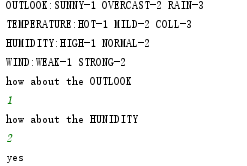 OUTLOOK:SUNNY-1 OVERCAST-2 RAIN-3
TEMPERATURE:HOT-1 MILD-2 COLL-3
HUMIDITY:HIGH-1 NORMAL-2
WIND:WEAK-1 STRONG-2
how about the OUTLOOK
1
how about the HUNIDITY
2
yes